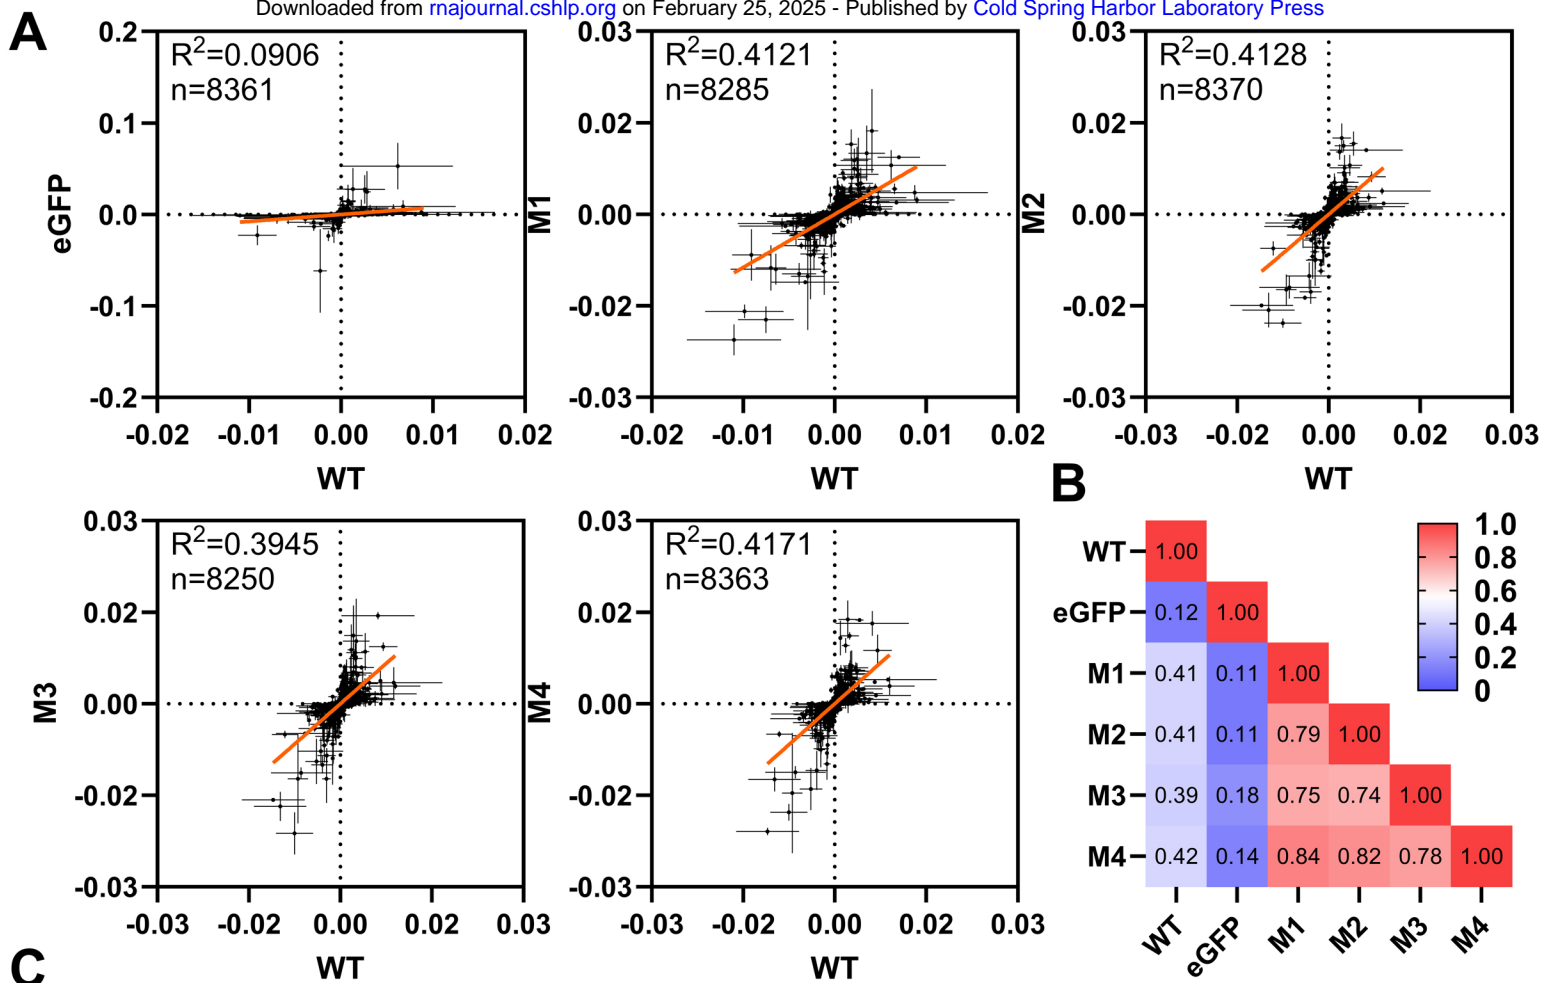 Downloaded from rnajournal.cshlp.org on February 25, 2025 - Published by Cold Spring Harbor Laboratory Press
A
R²=0.0906
n=8361
eGFP
0.2
0.1
0.0
-0.1
-0.2
-0.02 -0.01 0.00 0.01 0.02
WT
R²=0.4121
n=8285
M1
0.03
0.02
0.00
-0.02
-0.03
-0.02 -0.01 0.00 0.01 0.02
WT
R²=0.4128
n=8370
M2
0.03
0.02
0.00
-0.02
-0.03
-0.03 -0.02 0.00 0.02 0.03
WT
R²=0.3945
n=8250
M3
0.03
0.02
0.00
-0.02
-0.03
-0.03 -0.02 0.00 0.02 0.03
WT
R²=0.4171
n=8363
M4
0.03
0.02
0.00
-0.02
-0.03
-0.03 -0.02 0.00 0.02 0.03
WT
B
WT 1.00
eGFP 0.12 1.00
M1 0.41 0.11 1.00
M2 0.41 0.11 0.79 1.00
M3 0.39 0.18 0.75 0.74 1.00
M4 0.42 0.14 0.84 0.82 0.78 1.00
WT eGFP M1 M2 M3 M4
1.0
0.8
0.6
0.4
0.2
0
C